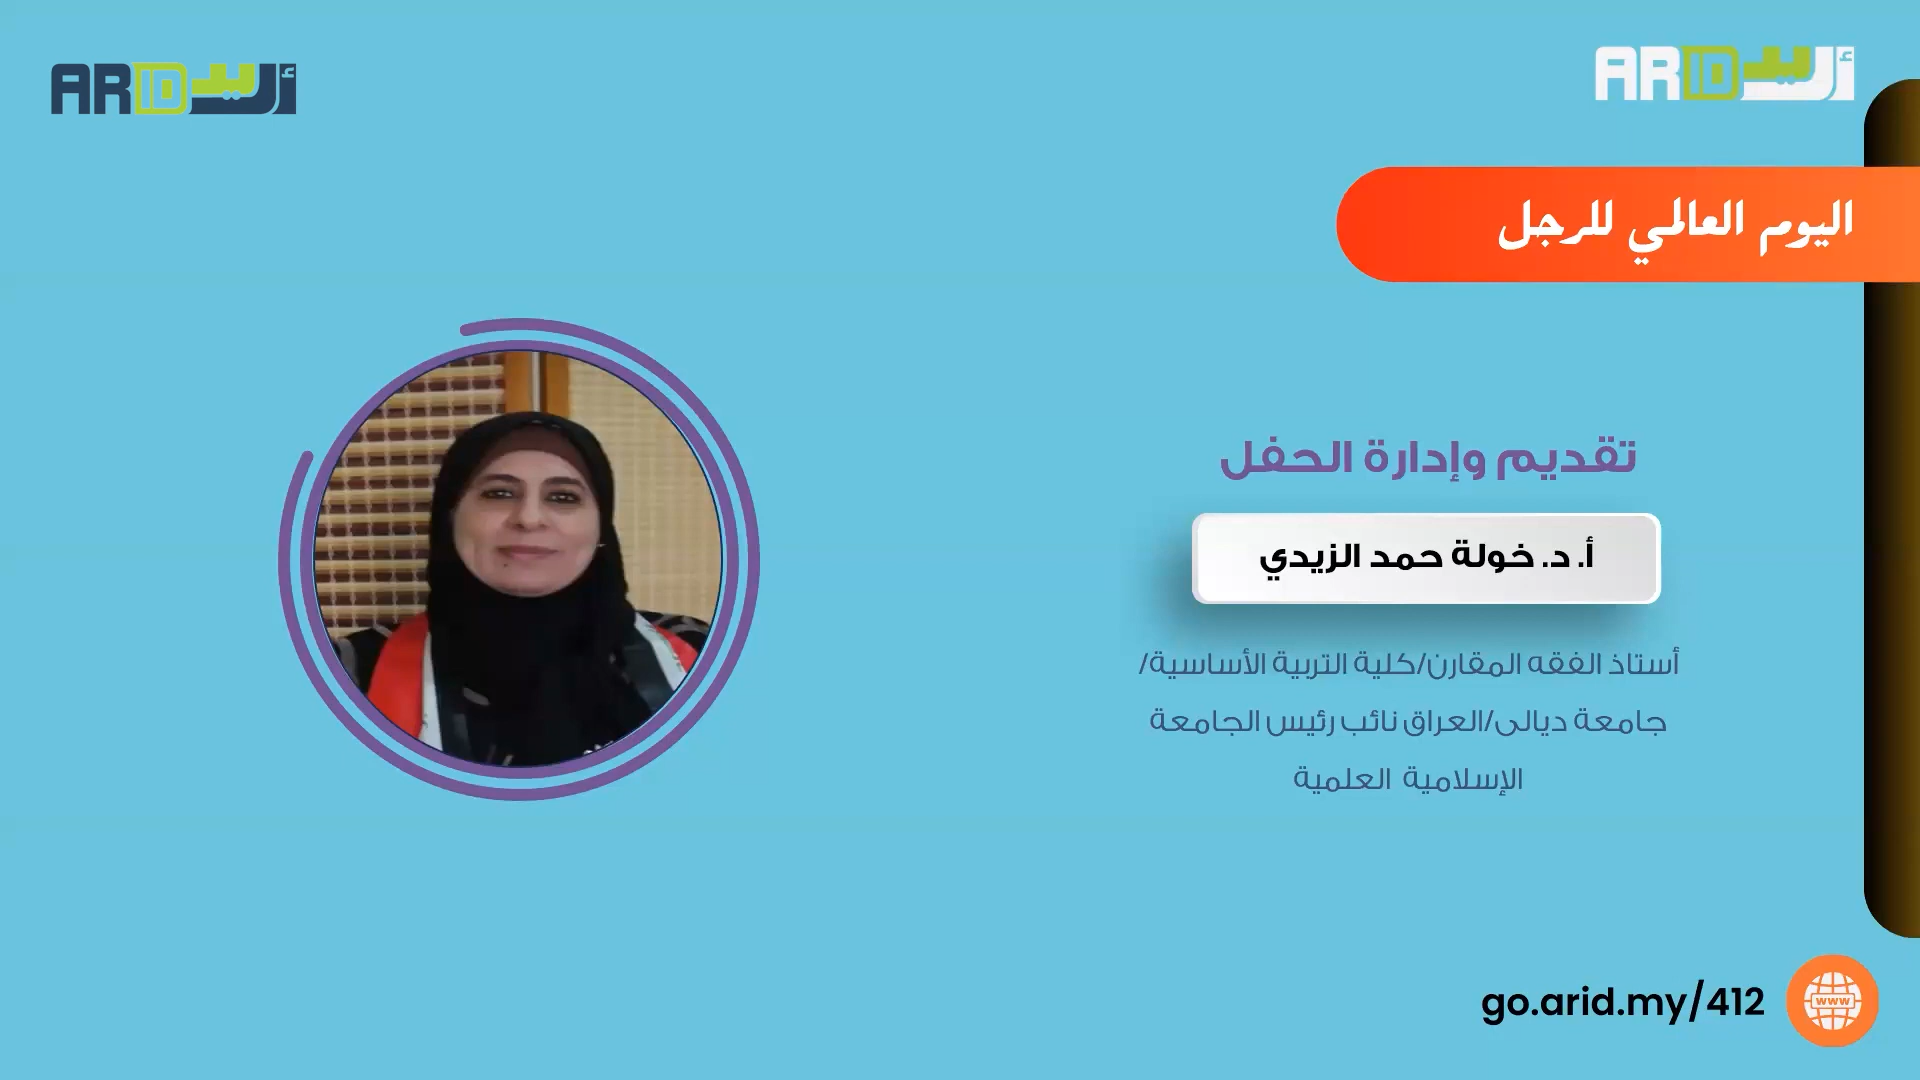 ARID أريد
ARID أريد
اليوم العالمي للرجل
تقديم وإدارة الحفل
أ. د. خولة حمد الزيدي
أستاذ الفقه المقارن/كلية التربية الأساسية/
جامعة ديالى/العراق نائب رئيس الجامعة
الإسلامية العلمية
go.arid.my/412
www